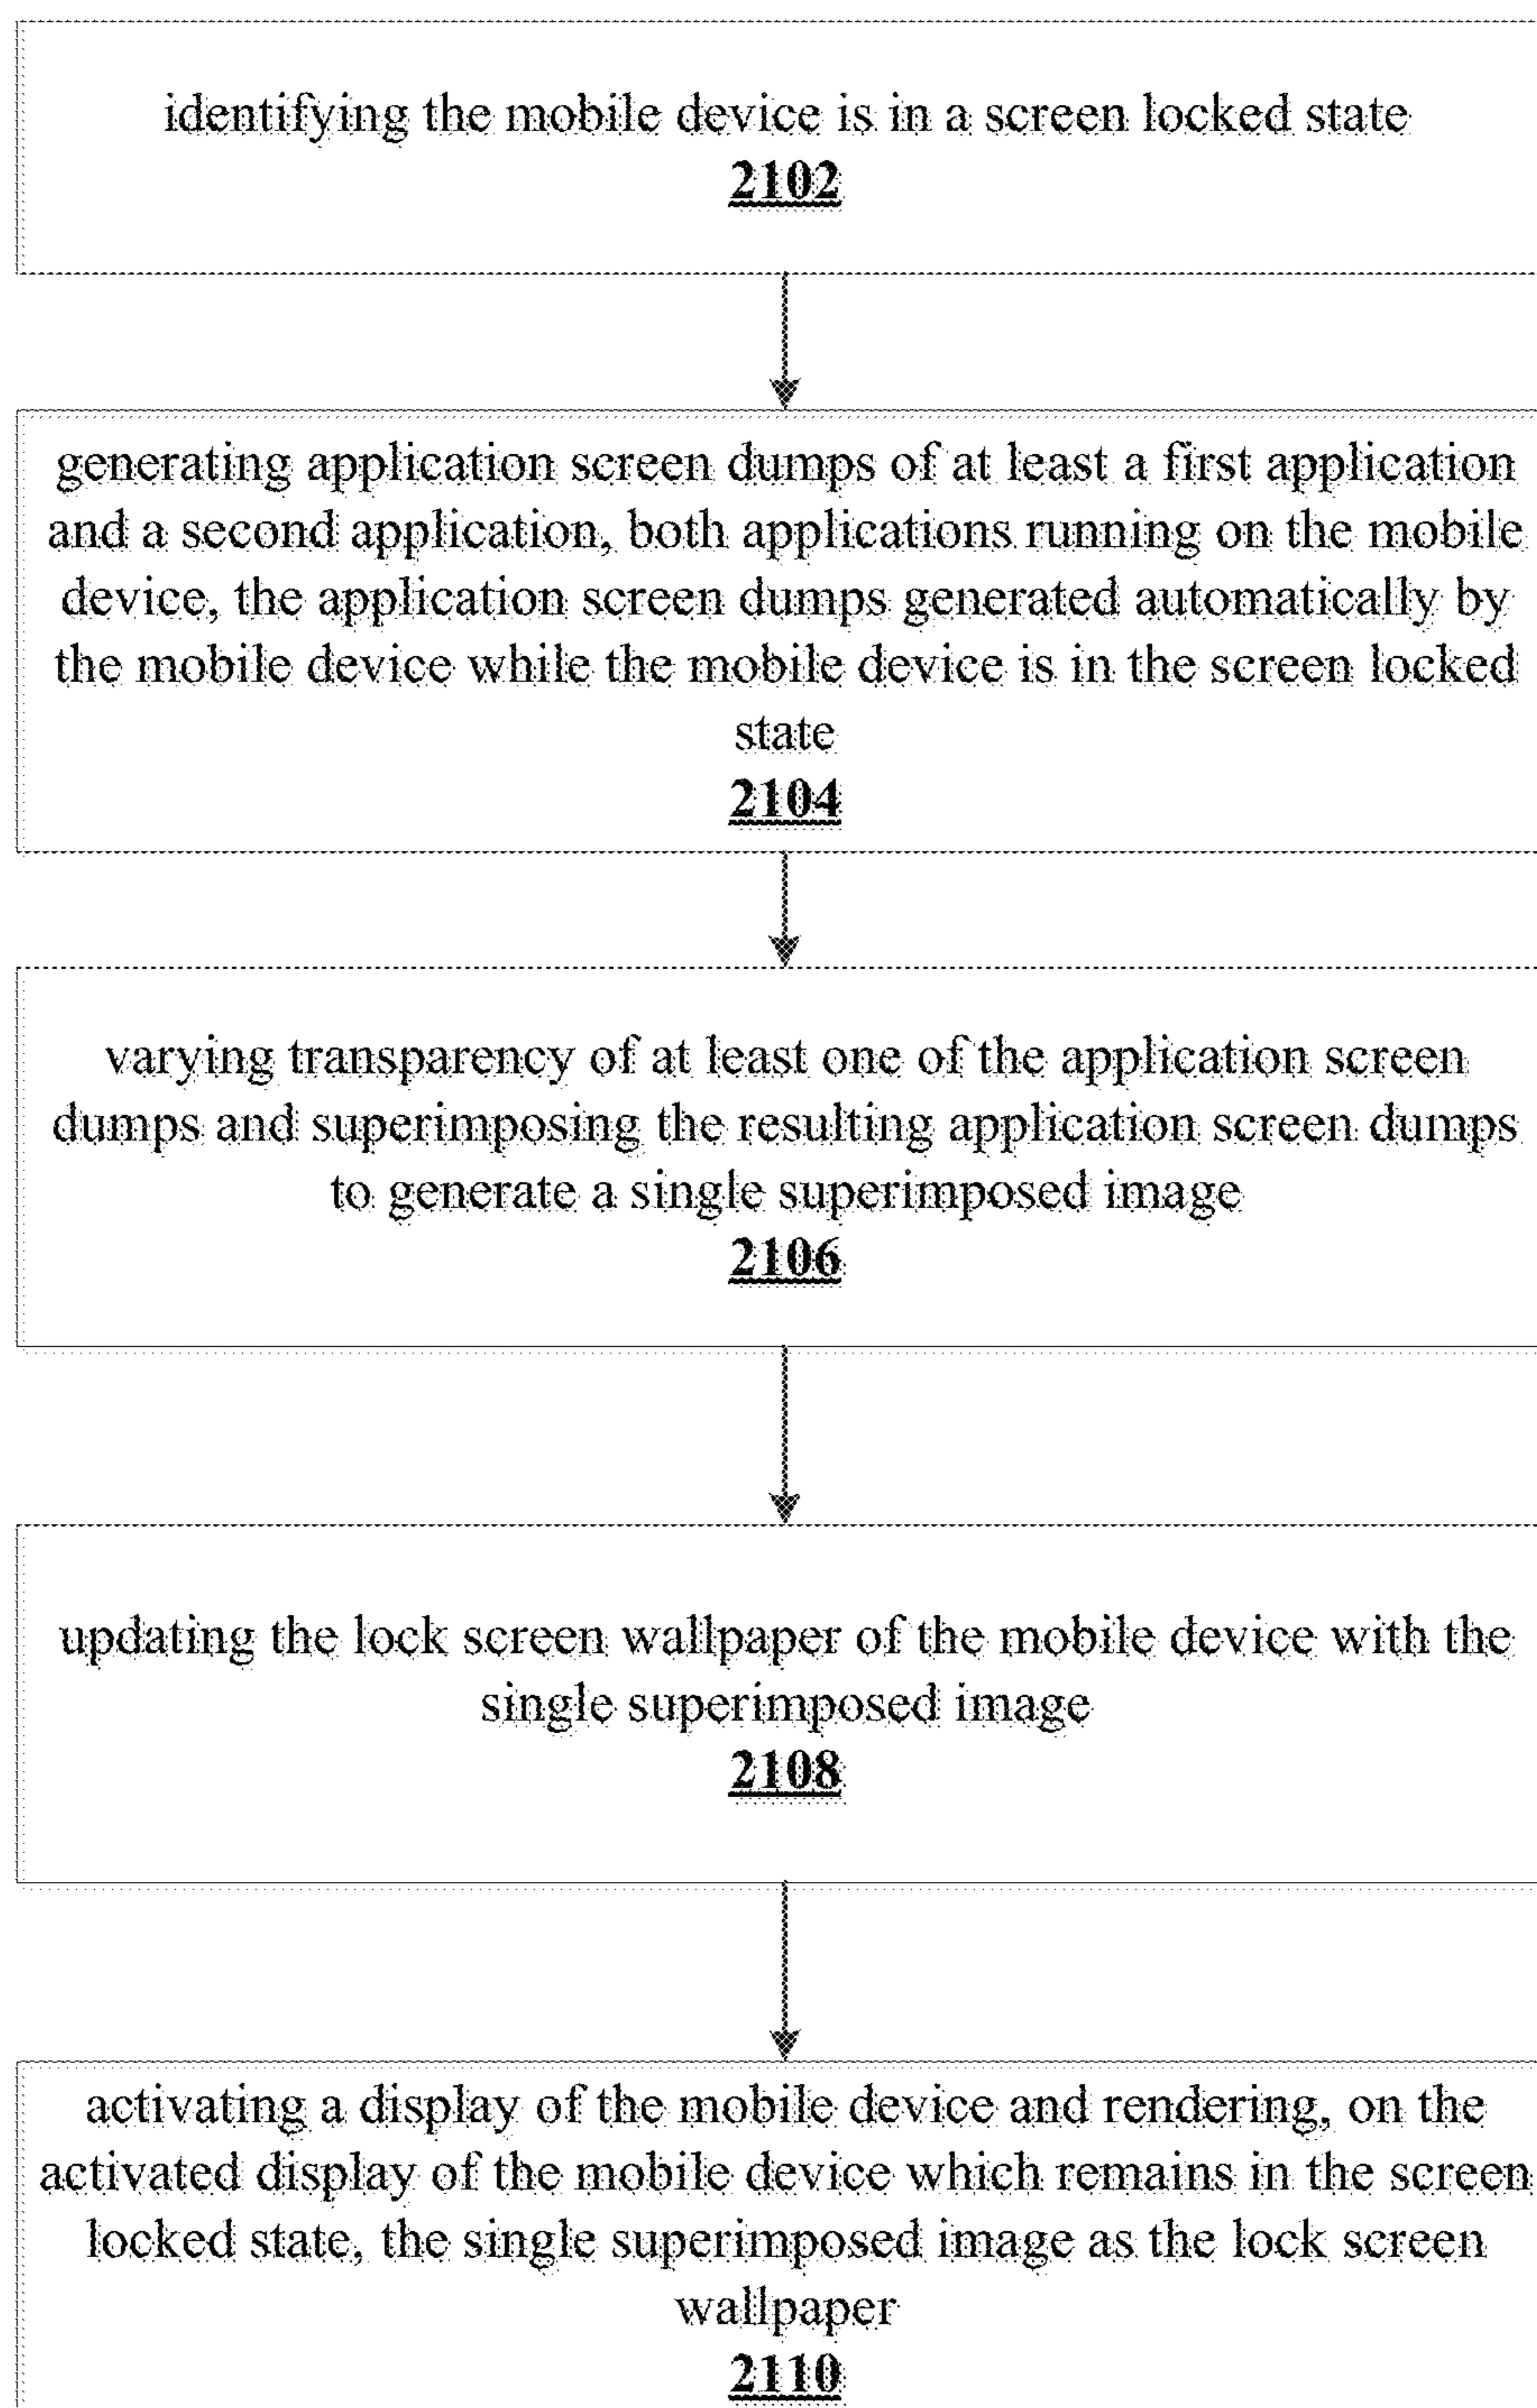 identifying the mobile device is in a screen locked state
2102
generating application screen dumps of at least a first application
and a second application, both applications running on the mobile
device, the application screen dumps generated automatically by
the mobile device while the mobile device is in the screen locked
state
2104
varying transparency of at least one of the application screen
dumps and superimposing the resulting application screen dumps
to generate a single superimposed image
2106
updating the lock screen wallpaper of the mobile device with the
single superimposed image
2108
activating a display of the mobile device and rendering, on the
activated display of the mobile device which remains in the screen
locked state, the single superimposed image as the lock screen
wallpaper
2110